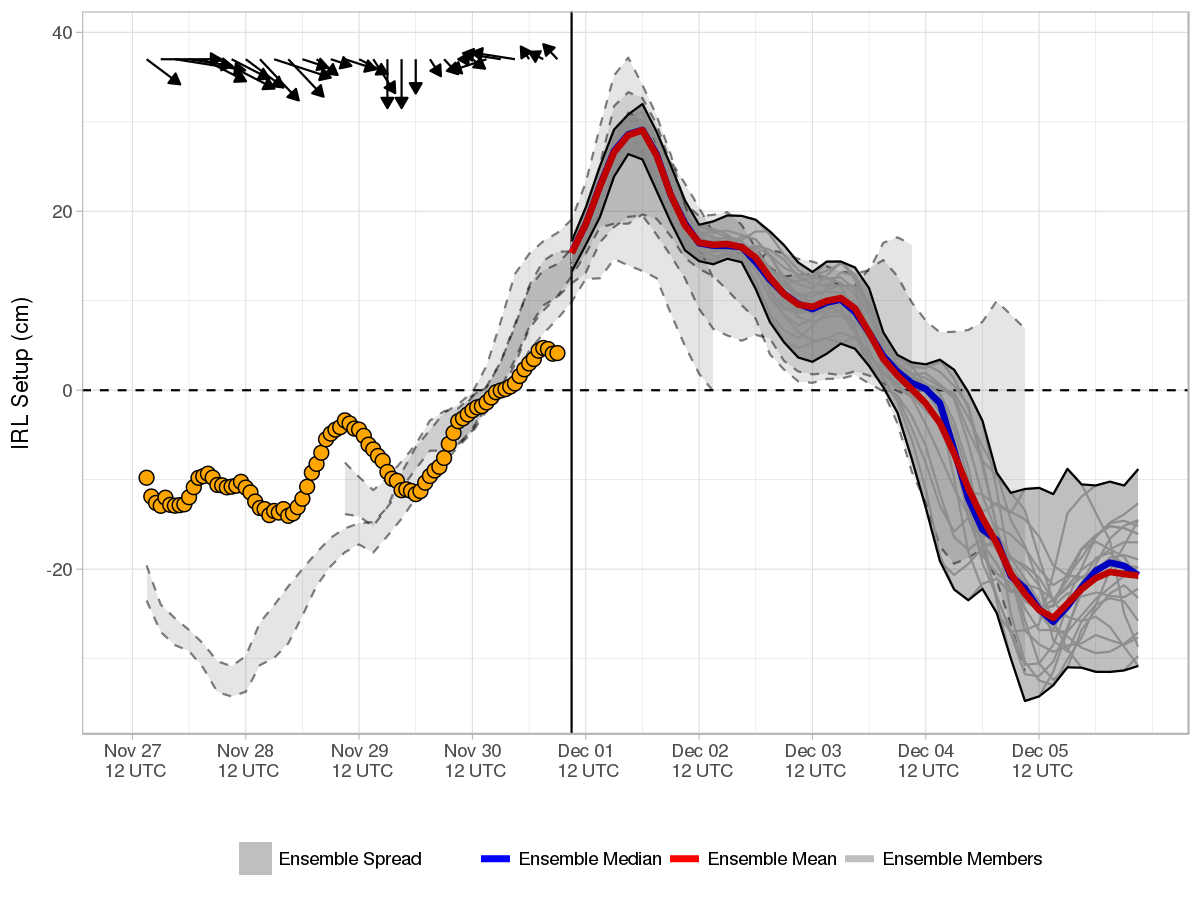 40
20
0
-20
IRL Setup (cm)
Nov 27
12 UTC
Nov 28
12 UTC
Nov 29
12 UTC
Nov 30
12 UTC
Dec 01
12 UTC
Dec 02
12 UTC
Dec 03
12 UTC
Dec 04
12 UTC
Dec 05
12 UTC
Ensemble Spread
Ensemble Median
Ensemble Mean
Ensemble Members